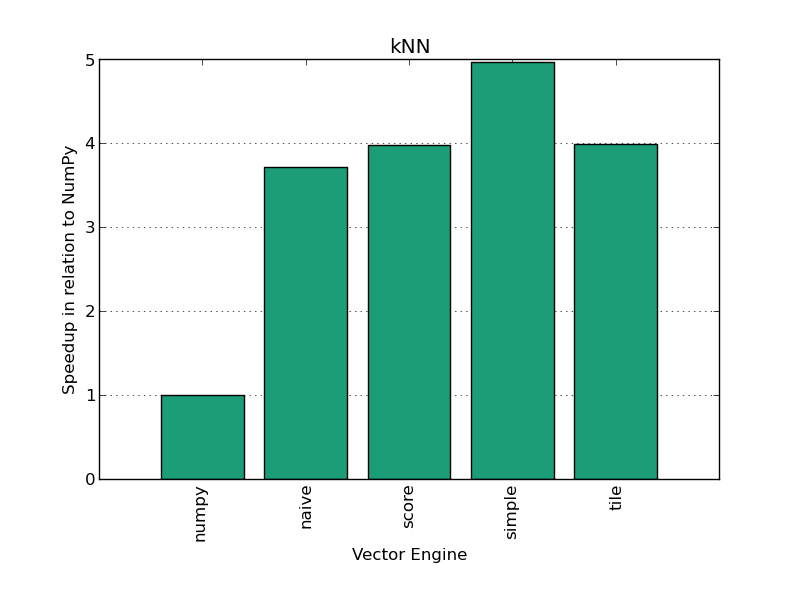 kNN
5
4
3
2
1
0
Speedup in relation to NumPy
numpy
naive
score
simple
tile
Vector Engine